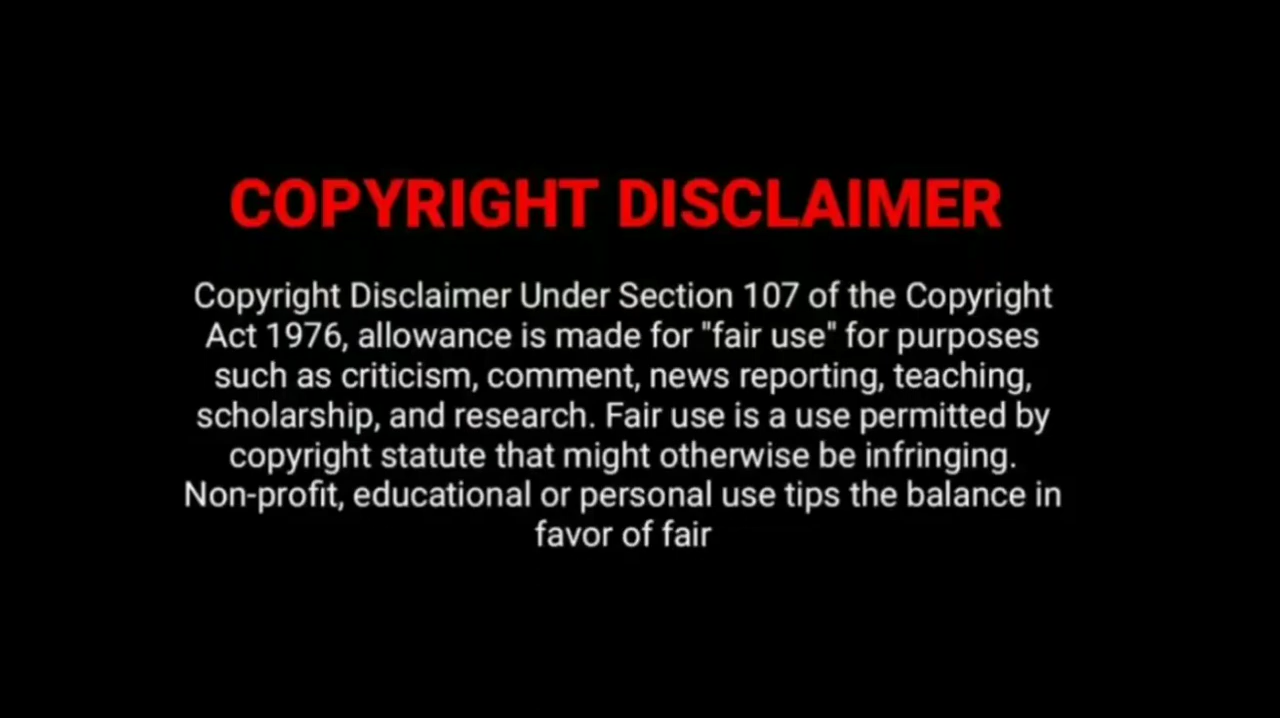 COPYRIGHT DISCLAIMER
Copyright Disclaimer Under Section 107 of the Copyright
Act 1976, allowance is made for "fair use" for purposes
such as criticism, comment, news reporting, teaching,
scholarship, and research. Fair use is a use permitted by
copyright statute that might otherwise be infringing.
Non-profit, educational or personal use tips the balance in
favor of fair